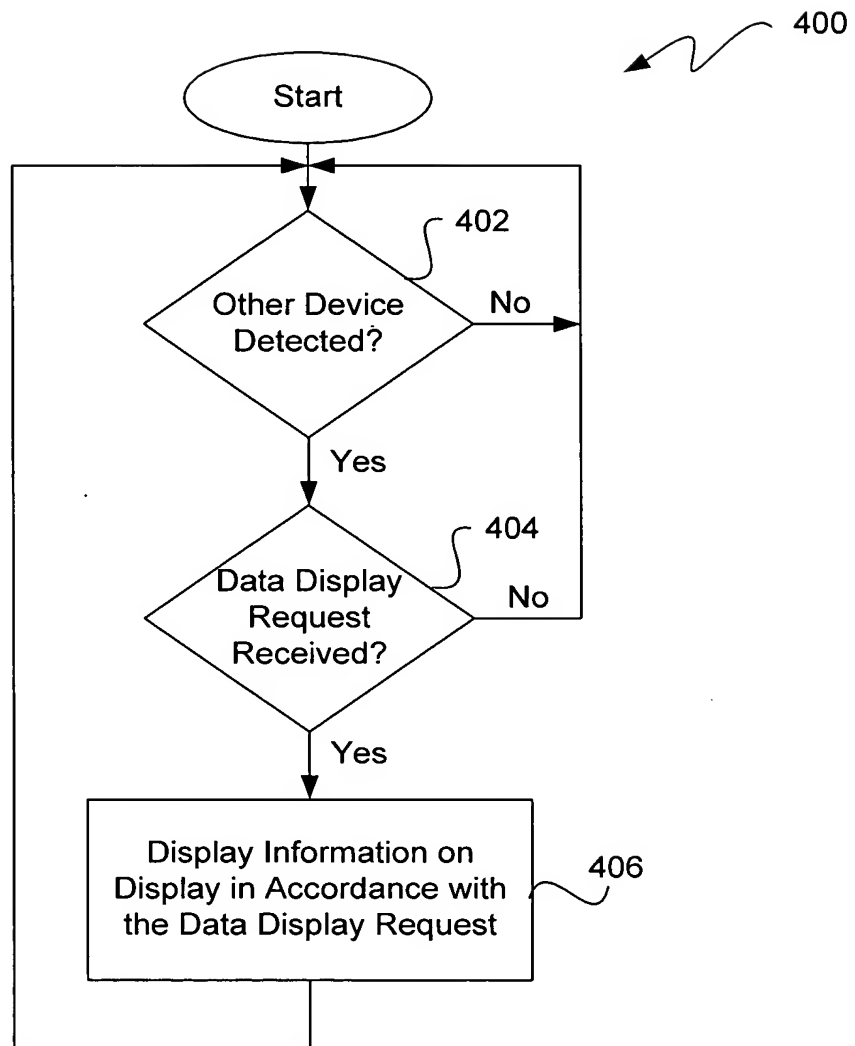 400
Start
402
Other Device
Detected?
No
Yes
404
Data Display
Request
Received?
No
Yes
Display Information on
Display in Accordance with
the Data Display Request
406